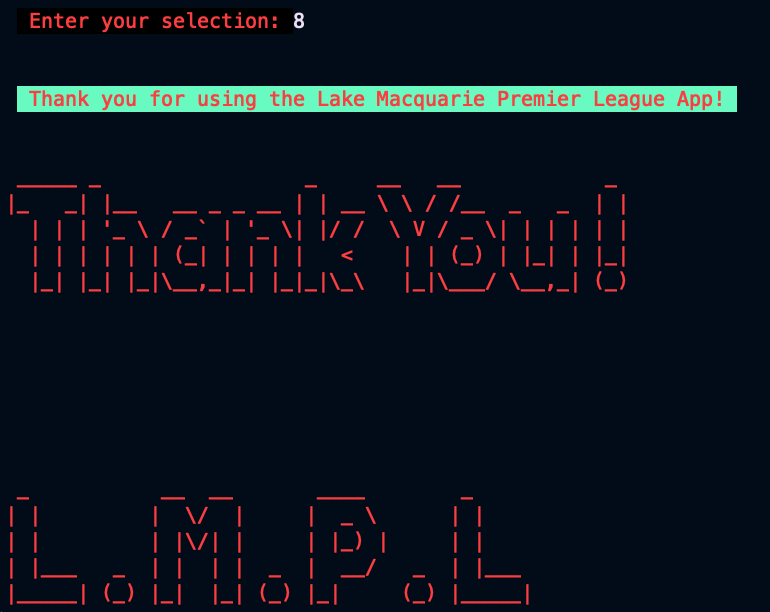 Enter your selection: 8
Thank you for using the Lake Macquarie Premier League App!
Thank You!
L.M.P.L